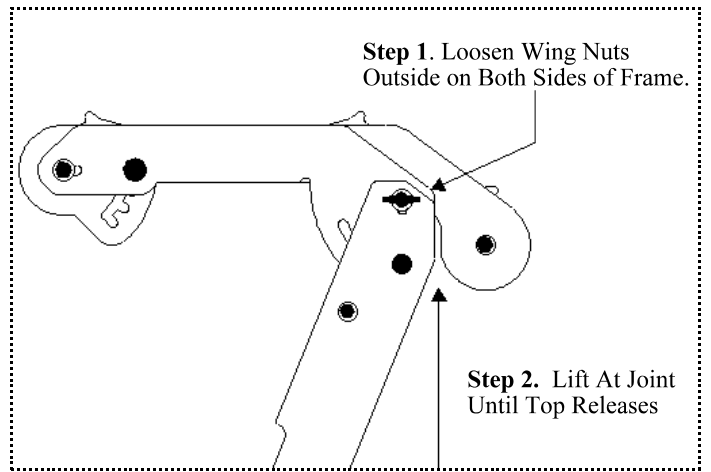 Step 1. Loosen Wing Nuts
Outside on Both Sides of Frame.
Step 2. Lift At Joint
Until Top Releases